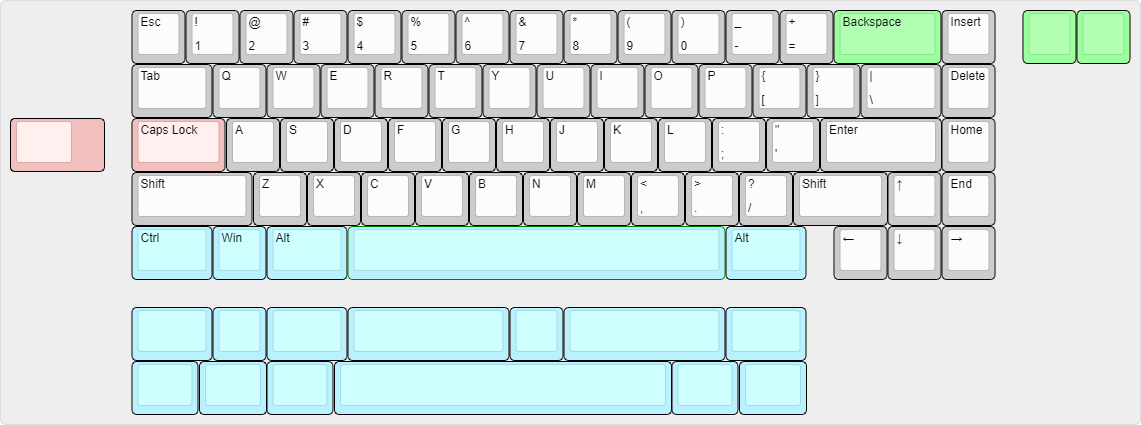 Esc ! @ # $ % ^ & * ( ) _ + Backspace Insert
1 2 3 4 5 6 7 8 9 0 - =
Tab Q W E R T Y U I O P { } | Delete
[ ] \
Caps Lock A S D F G H J K L : " Enter Home
; '
Shift Z X C V B N M < > ? Shift ↑ End
, . /
Ctrl Win Alt Alt ← ↓ →